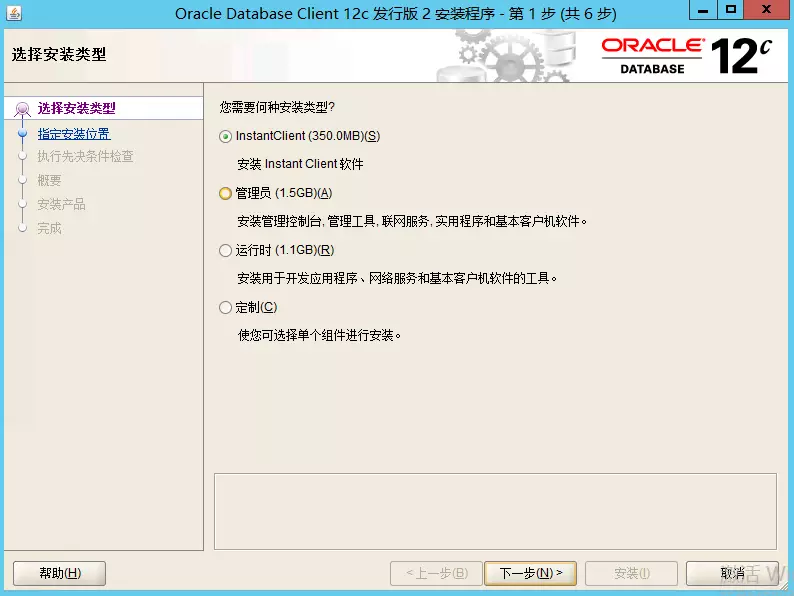 Oracle Database Client 12c 发行版 2 安装程序 - 第 1 步 (共 6 步)
选择安装类型
ORACLE®
DATABASE
12c
选择安装类型
指定安装位置
执行先决条件检查
概要
安装产品
完成
您需要何种安装类型?
InstantClient (350.0MB)(S)
安装 Instant Client 软件
管理员 (1.5GB)(A)
安装管理控制台, 管理工具, 联网服务, 实用程序和基本客户机软件。
运行时 (1.1GB)(R)
安装用于开发应用程序、网络服务和基本客户机软件的工具。
定制(C)
使您可选择单个组件进行安装。
帮助(H)
< 上一步(B)
下一步(N) >
安装(I)
取消
激活 W